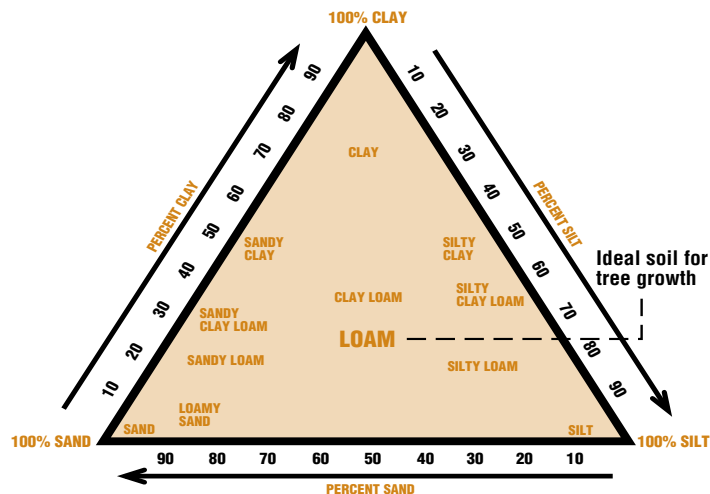 100% CLAY
90
80
70
60
50
40
30
20
10
PERCENT CLAY
10
20
30
40
50
60
70
80
90
PERCENT SILT
CLAY
SANDY
CLAY
SILTY
CLAY
Ideal soil for
tree growth
CLAY LOAM
SILTY
CLAY LOAM
SANDY
CLAY LOAM
LOAM
SANDY LOAM
SILTY LOAM
LOAMY
SAND
SAND
SILT
100% SAND
100% SILT
90
80
70
60
50
40
30
20
10
PERCENT SAND